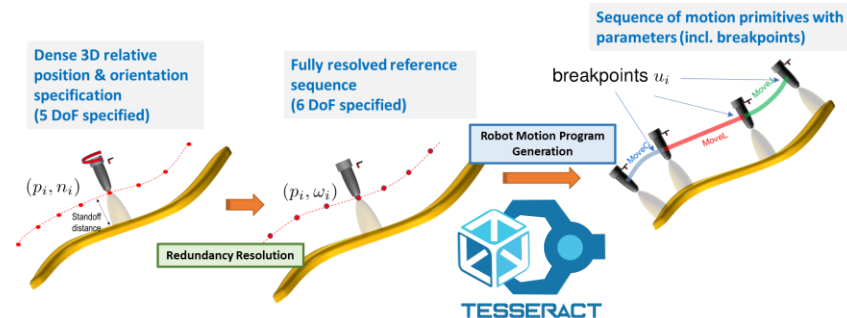 Dense 3D relative
position & orientation
specification
(5 DoF specified)
(p_i, n_i)
Standoff
distance
Redundancy Resolution
Fully resolved reference
sequence
(6 DoF specified)
(p_i, ω_i)
Robot Motion Program
Generation
TESSERACT
Sequence of motion primitives with
parameters (incl. breakpoints)
breakpoints u_i
MoveC
MoveL
MoveJ